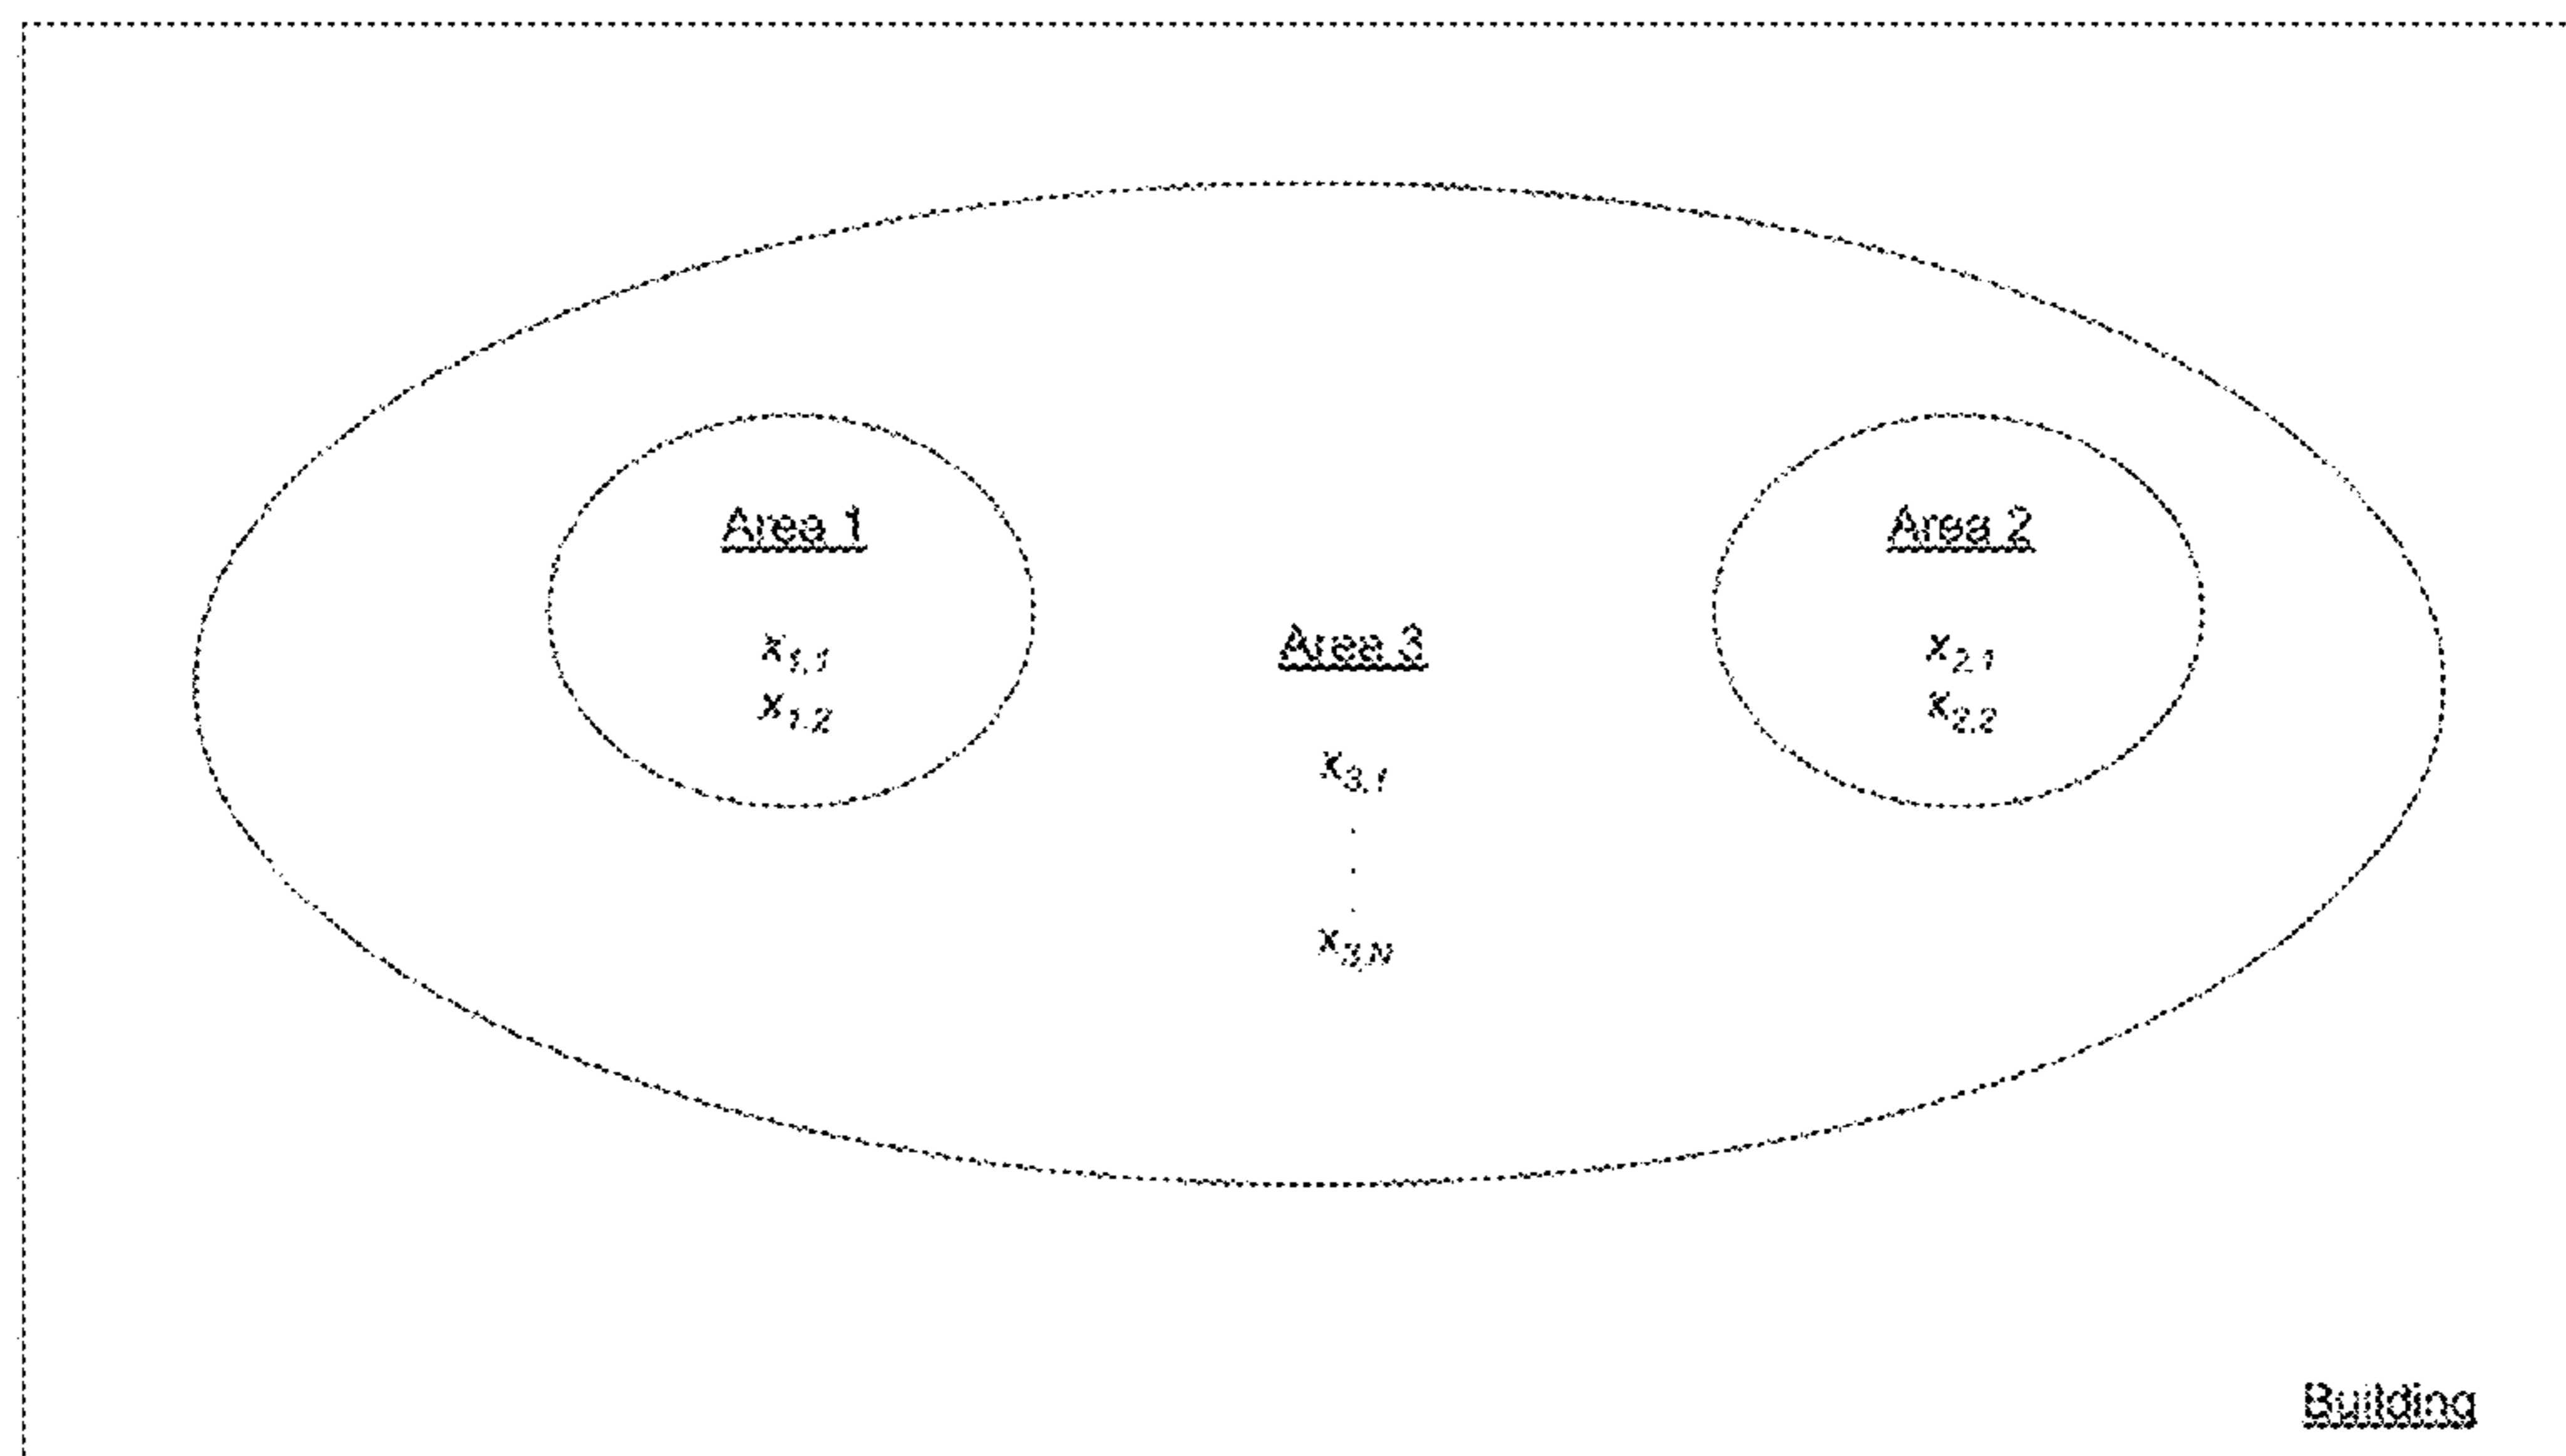 Area 1
x1,1
x1,2
Area 2
x2,1
x2,2
Area 3
x3,1
.
.
.
x3,N
Building